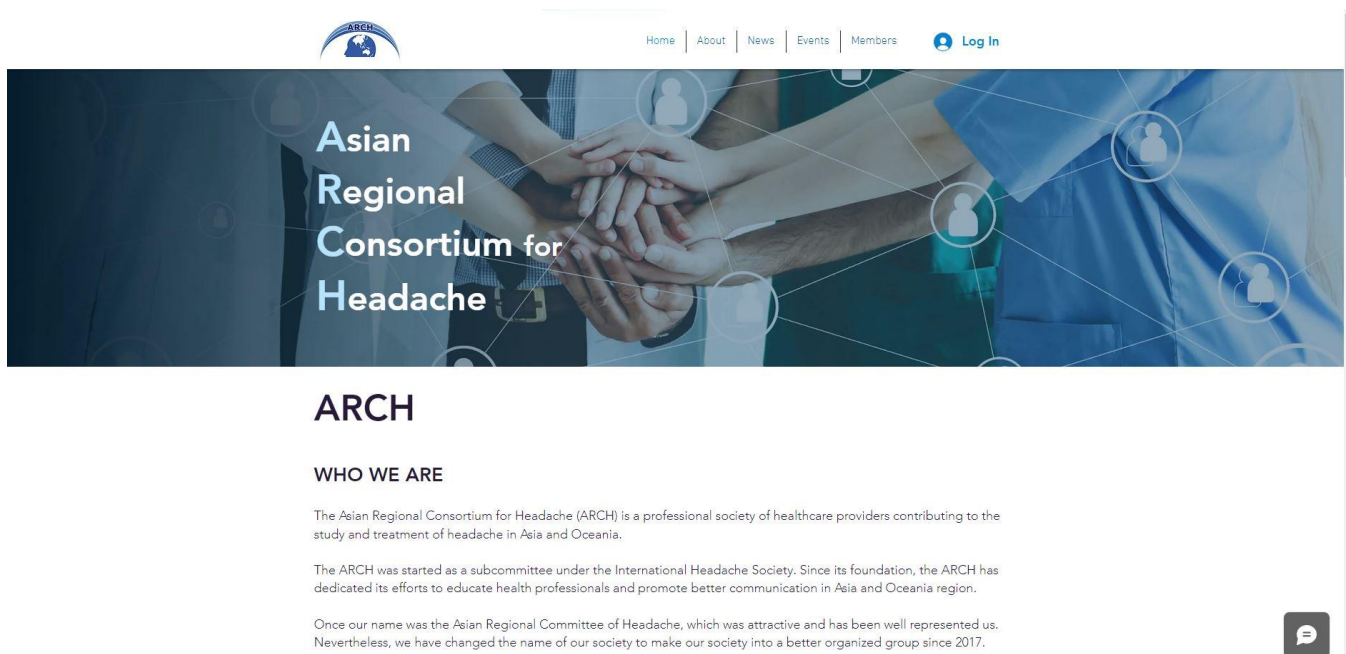 ARCH
Home
About
News
Events
Members
Log In
Asian
Regional
Consortium for
Headache
ARCH
WHO WE ARE
The Asian Regional Consortium for Headache (ARCH) is a professional society of healthcare providers contributing to the
study and treatment of headache in Asia and Oceania.
The ARCH was started as a subcommittee under the International Headache Society. Since its foundation, the ARCH has
dedicated its efforts to educate health professionals and promote better communication in Asia and Oceania region.
Once our name was the Asian Regional Committee of Headache, which was attractive and has been well represented us.
Nevertheless, we have changed the name of our society to make our society into a better organized group since 2017.